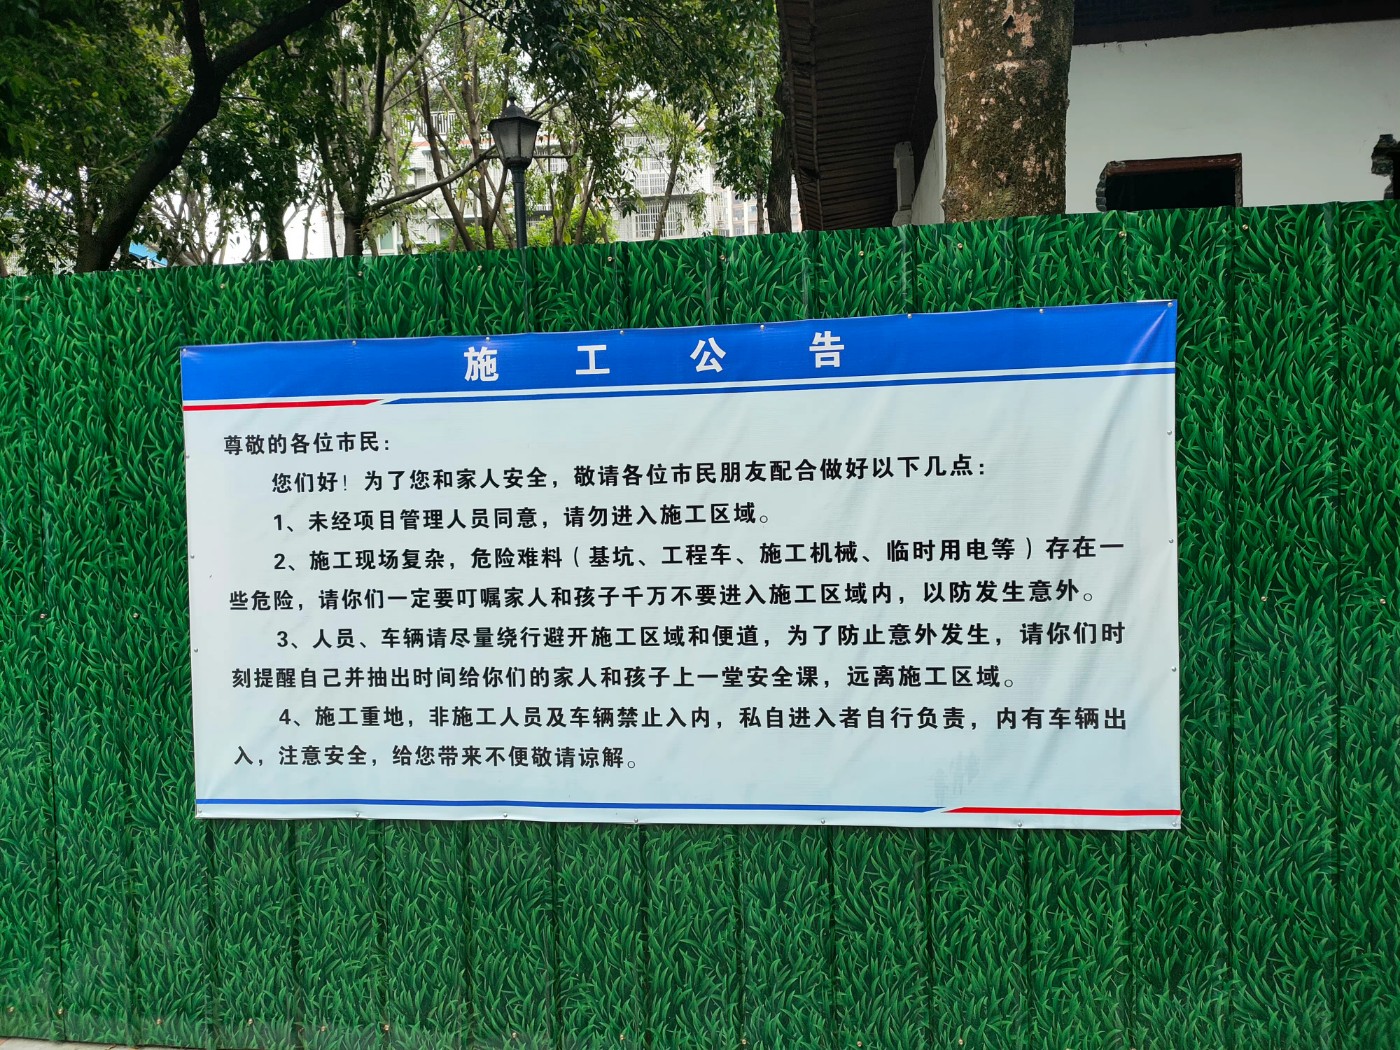 施工公告
尊敬的各位市民：
您们好！为了您和家人安全，敬请各位市民朋友配合做好以下几点：
1、未经项目管理人员同意，请勿进入施工区域。
2、施工现场复杂，危险难料（基坑、工程车、施工机械、临时用电等）存在一
些危险，请你们一定要叮嘱家人和孩子千万不要进入施工区域内，以防发生意外。
3、人员、车辆请尽量绕行避开施工区域和便道，为了防止意外发生，请你们时
刻提醒自己并抽出时间给你们的家人和孩子上一堂安全课，远离施工区域。
4、施工重地，非施工人员及车辆禁止入内，私自进入者自行负责，内有车辆出
入，注意安全，给您带来不便敬请谅解。